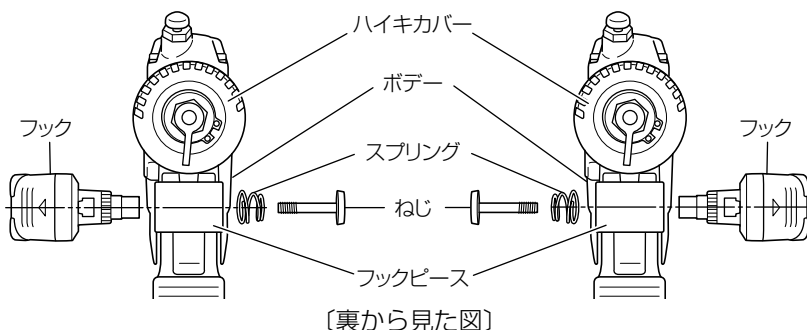 ハイキカバー
ボデー
フック
フック
スプリング
ねじ
フックピース
〔裏から見た図〕